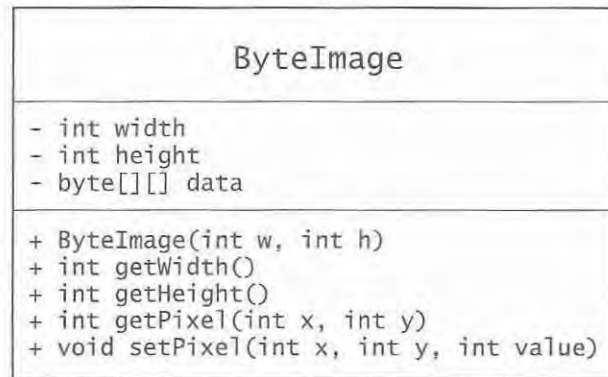 ByteImage
- int width
- int height
- byte[][] data
+ ByteImage(int w, int h)
+ int getWidth()
+ int getHeight()
+ int getPixel(int x, int y)
+ void setPixel(int x, int y, int value)